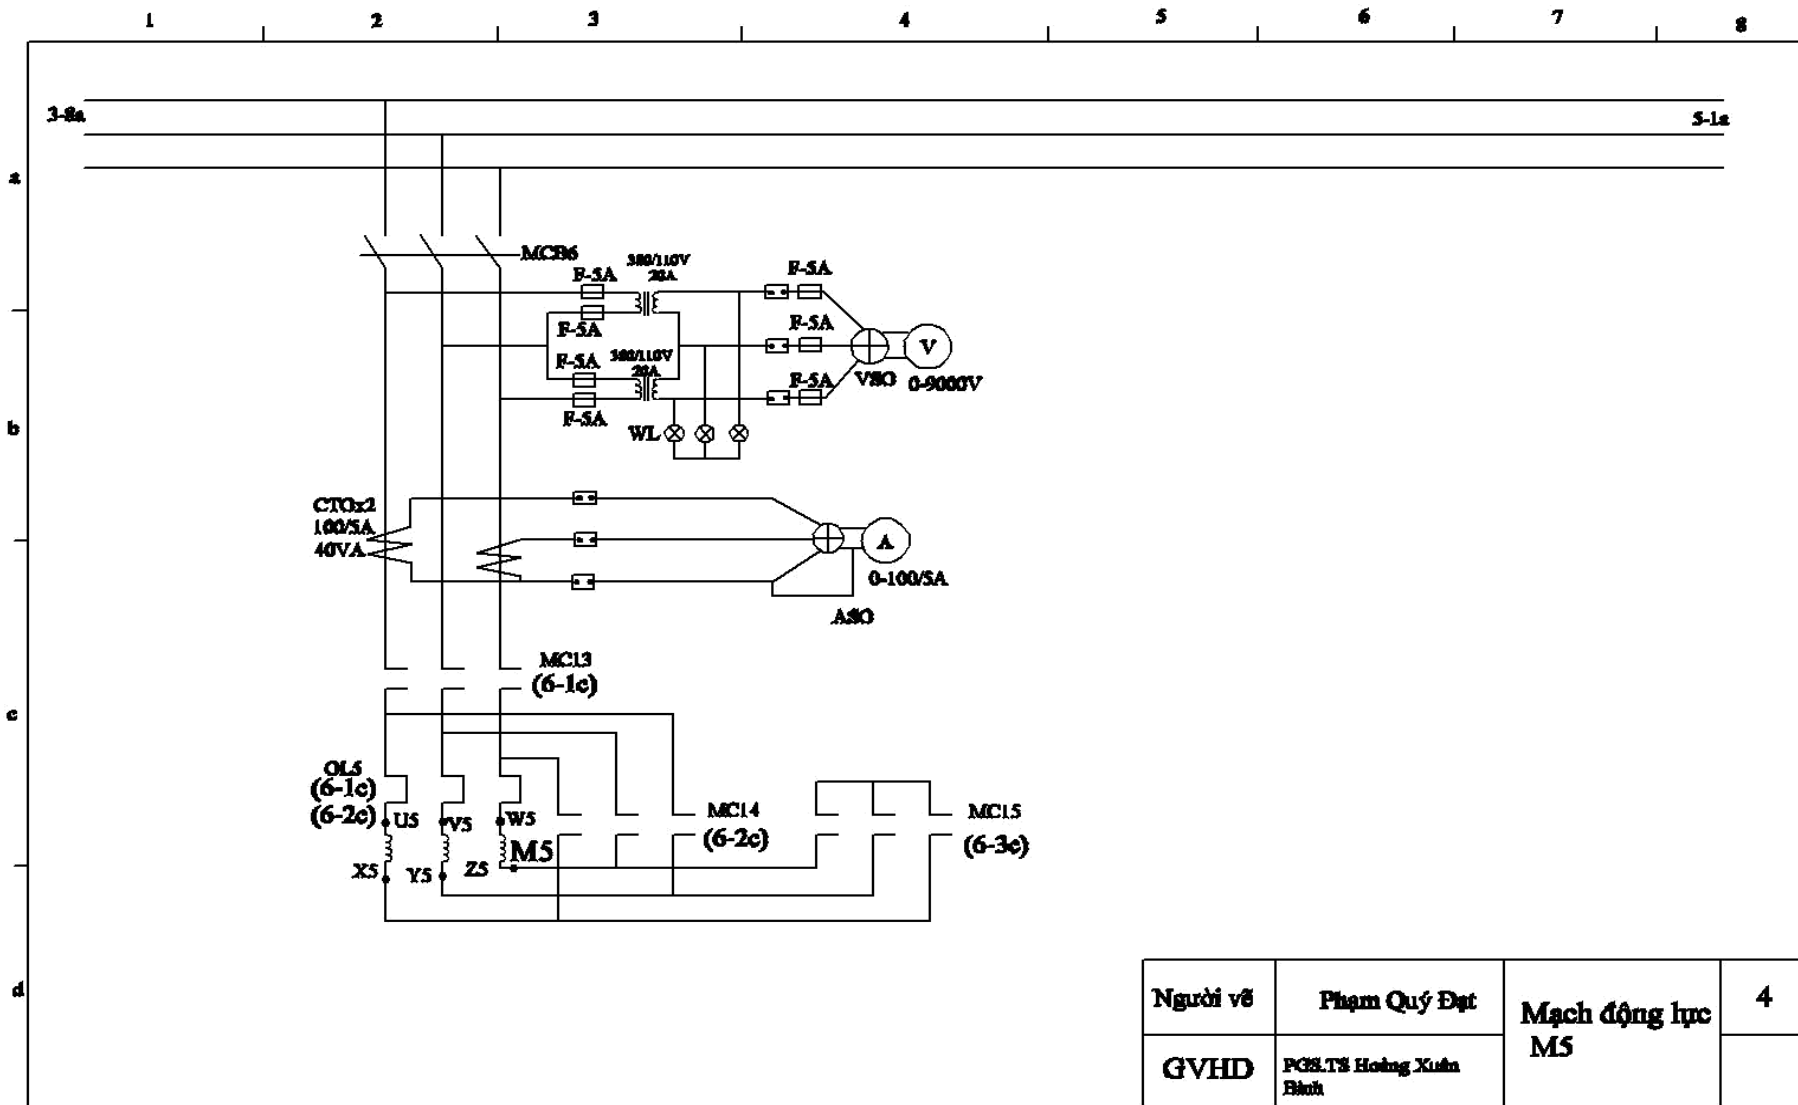 1 2 3 4 5 6 7 8
3-8a
5-1a
a
MCB6
380/110V
20A
F-5A
F-5A
F-5A
F-5A
V
380/110V
20A
F-5A
F-5A
F-5A
VSO
0-9000V
F-5A
b
WL
CTOx2
100/5A
40VA
A
0-100/5A
ASO
MC13
(6-1c)
c
OL5
(6-1c)
(6-2c)
U5
V5
W5
MC14
(6-2c)
MC15
(6-3c)
M5
X5
Y5
Z5
d
Người vẽ
Phạm Quý Đạt
Mạch động lực
M5
4
GVHD
PGS.TS Hoàng Xuân
Bình